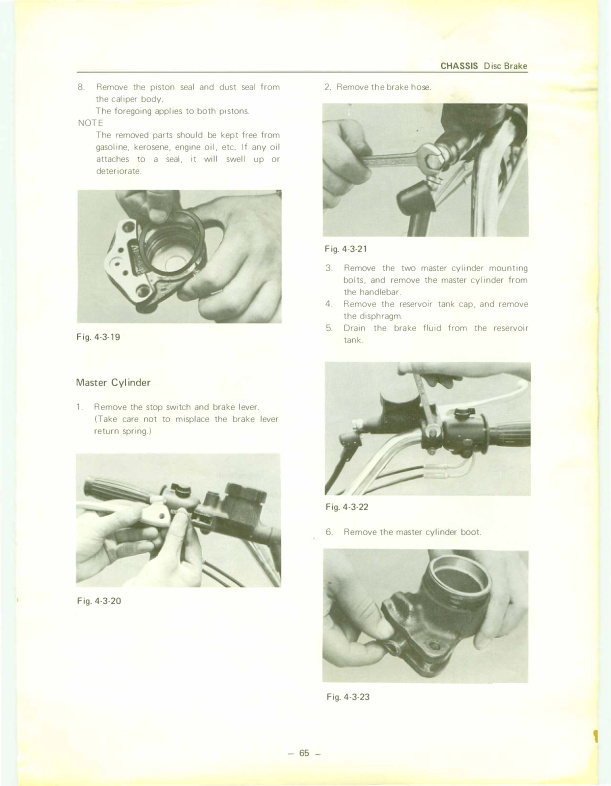 CHASSIS Disc Brake
8. Remove the piston seal and dust seal from
the caliper body.
The foregoing applies to both pistons.
NOTE
The removed parts should be kept free from
gasoline, kerosene, engine oil, etc. If any oil
attaches to a seal, it will swell up or
deteriorate.
Fig. 4-3-19
Master Cylinder
1. Remove the stop switch and brake lever.
(Take care not to misplace the brake lever
return spring.)
Fig. 4-3-20
2. Remove the brake hose.
Fig. 4-3-21
3. Remove the two master cylinder mounting
bolts, and remove the master cylinder from
the handlebar.
4. Remove the reservoir tank cap, and remove
the disphragm.
5. Drain the brake fluid from the reservoir
tank.
Fig. 4-3-22
6. Remove the master cylinder boot.
Fig. 4-3-23
– 65 –